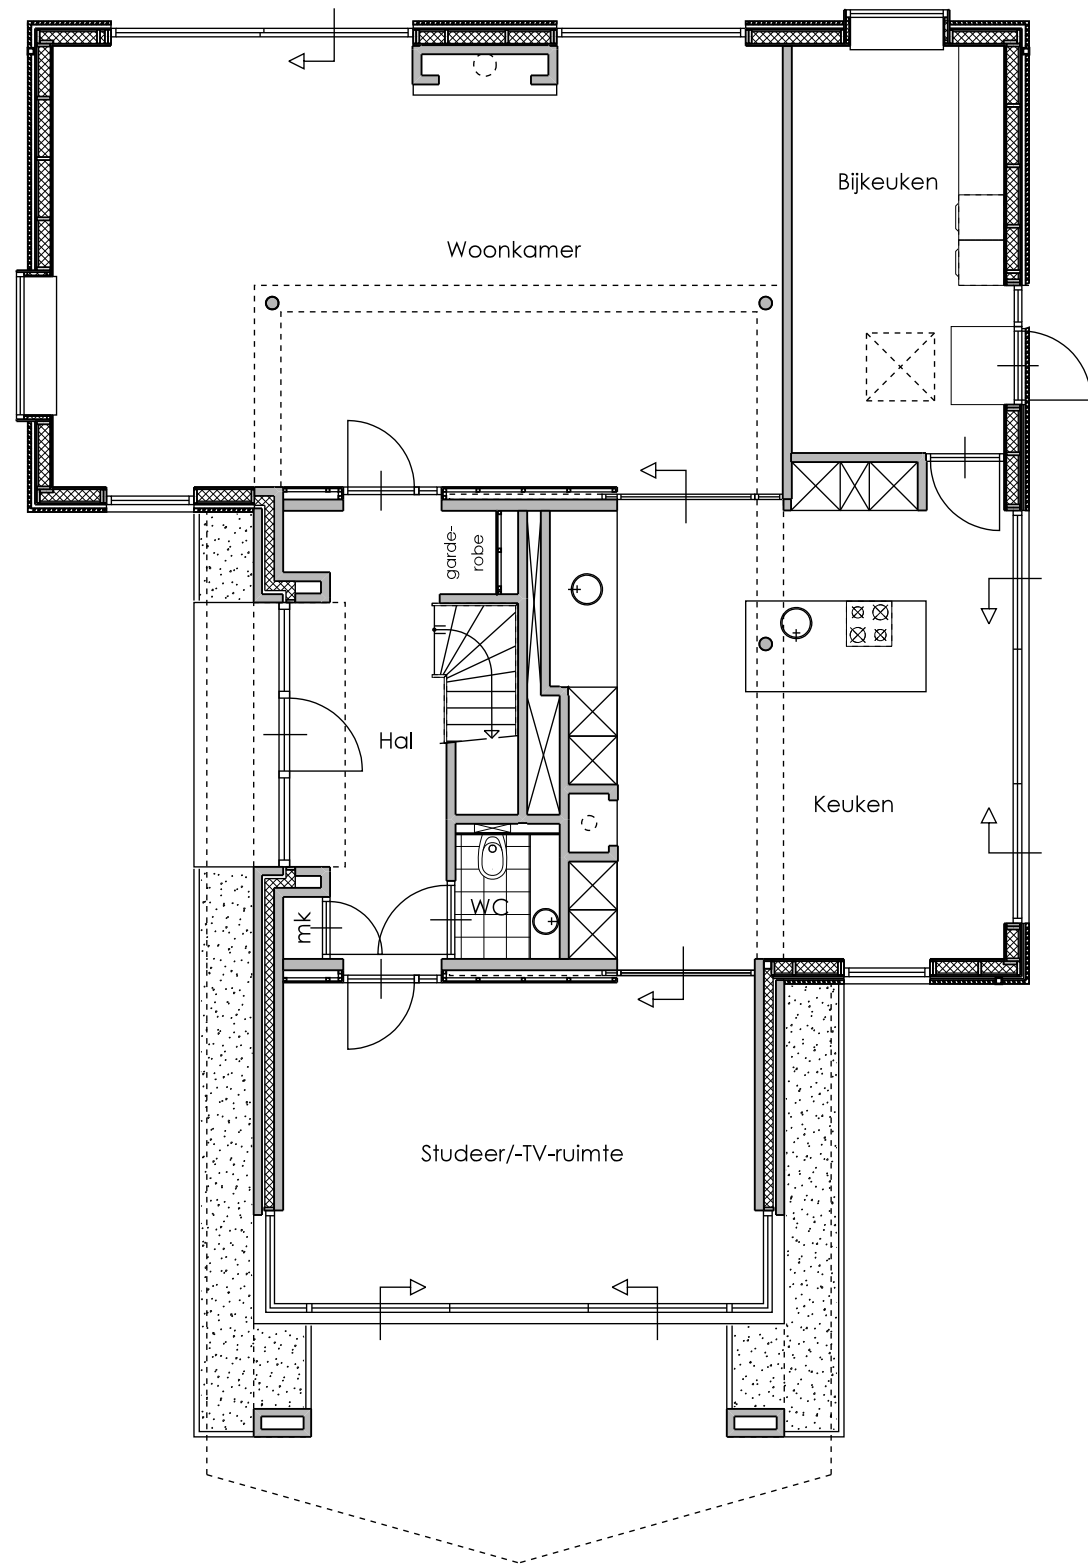 Bijkeuken
Woonkamer
garde-
robe
Hal
Keuken
WC
mk
Studeer/-TV-ruimte